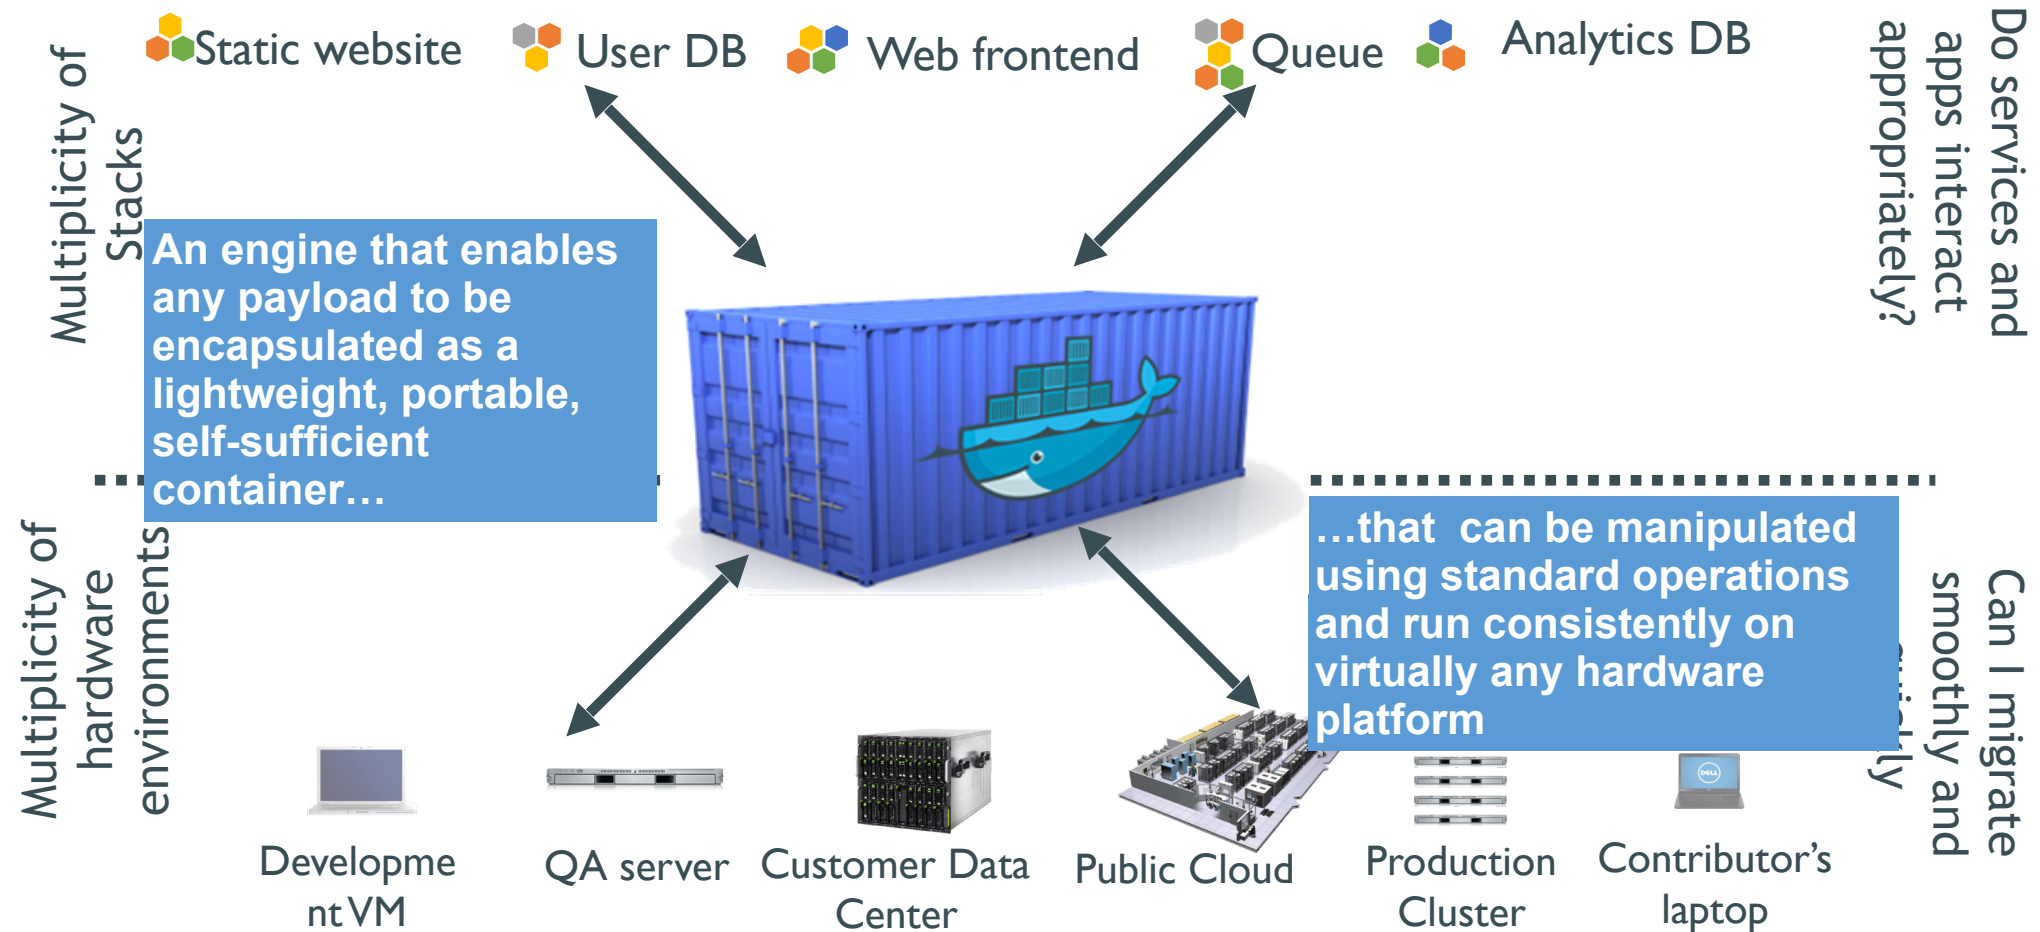 Static website
User DB
Web frontend
Queue
Analytics DB
Multiplicity of
Stacks
Do services and
apps interact
appropriately?
An engine that enables
any payload to be
encapsulated as a
lightweight, portable,
self-sufficient
container…
…that can be manipulated
using standard operations
and run consistently on
virtually any hardware
platform
Multiplicity of
hardware
environments
Can I migrate
smoothly and
DELL
Developme
nt VM
QA server
Customer Data
Center
Public Cloud
Production
Cluster
Contributor’s
laptop